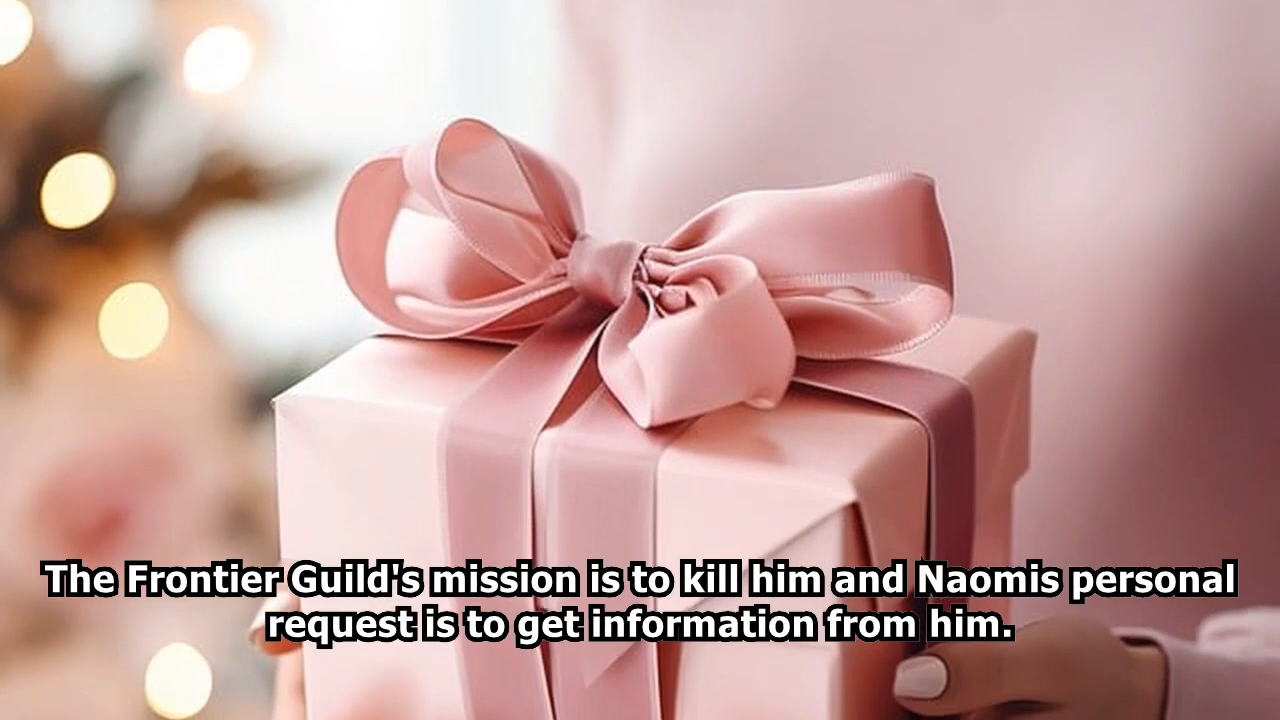 The Frontier Guild's mission is to kill him and Naomis personal
request is to get information from him.